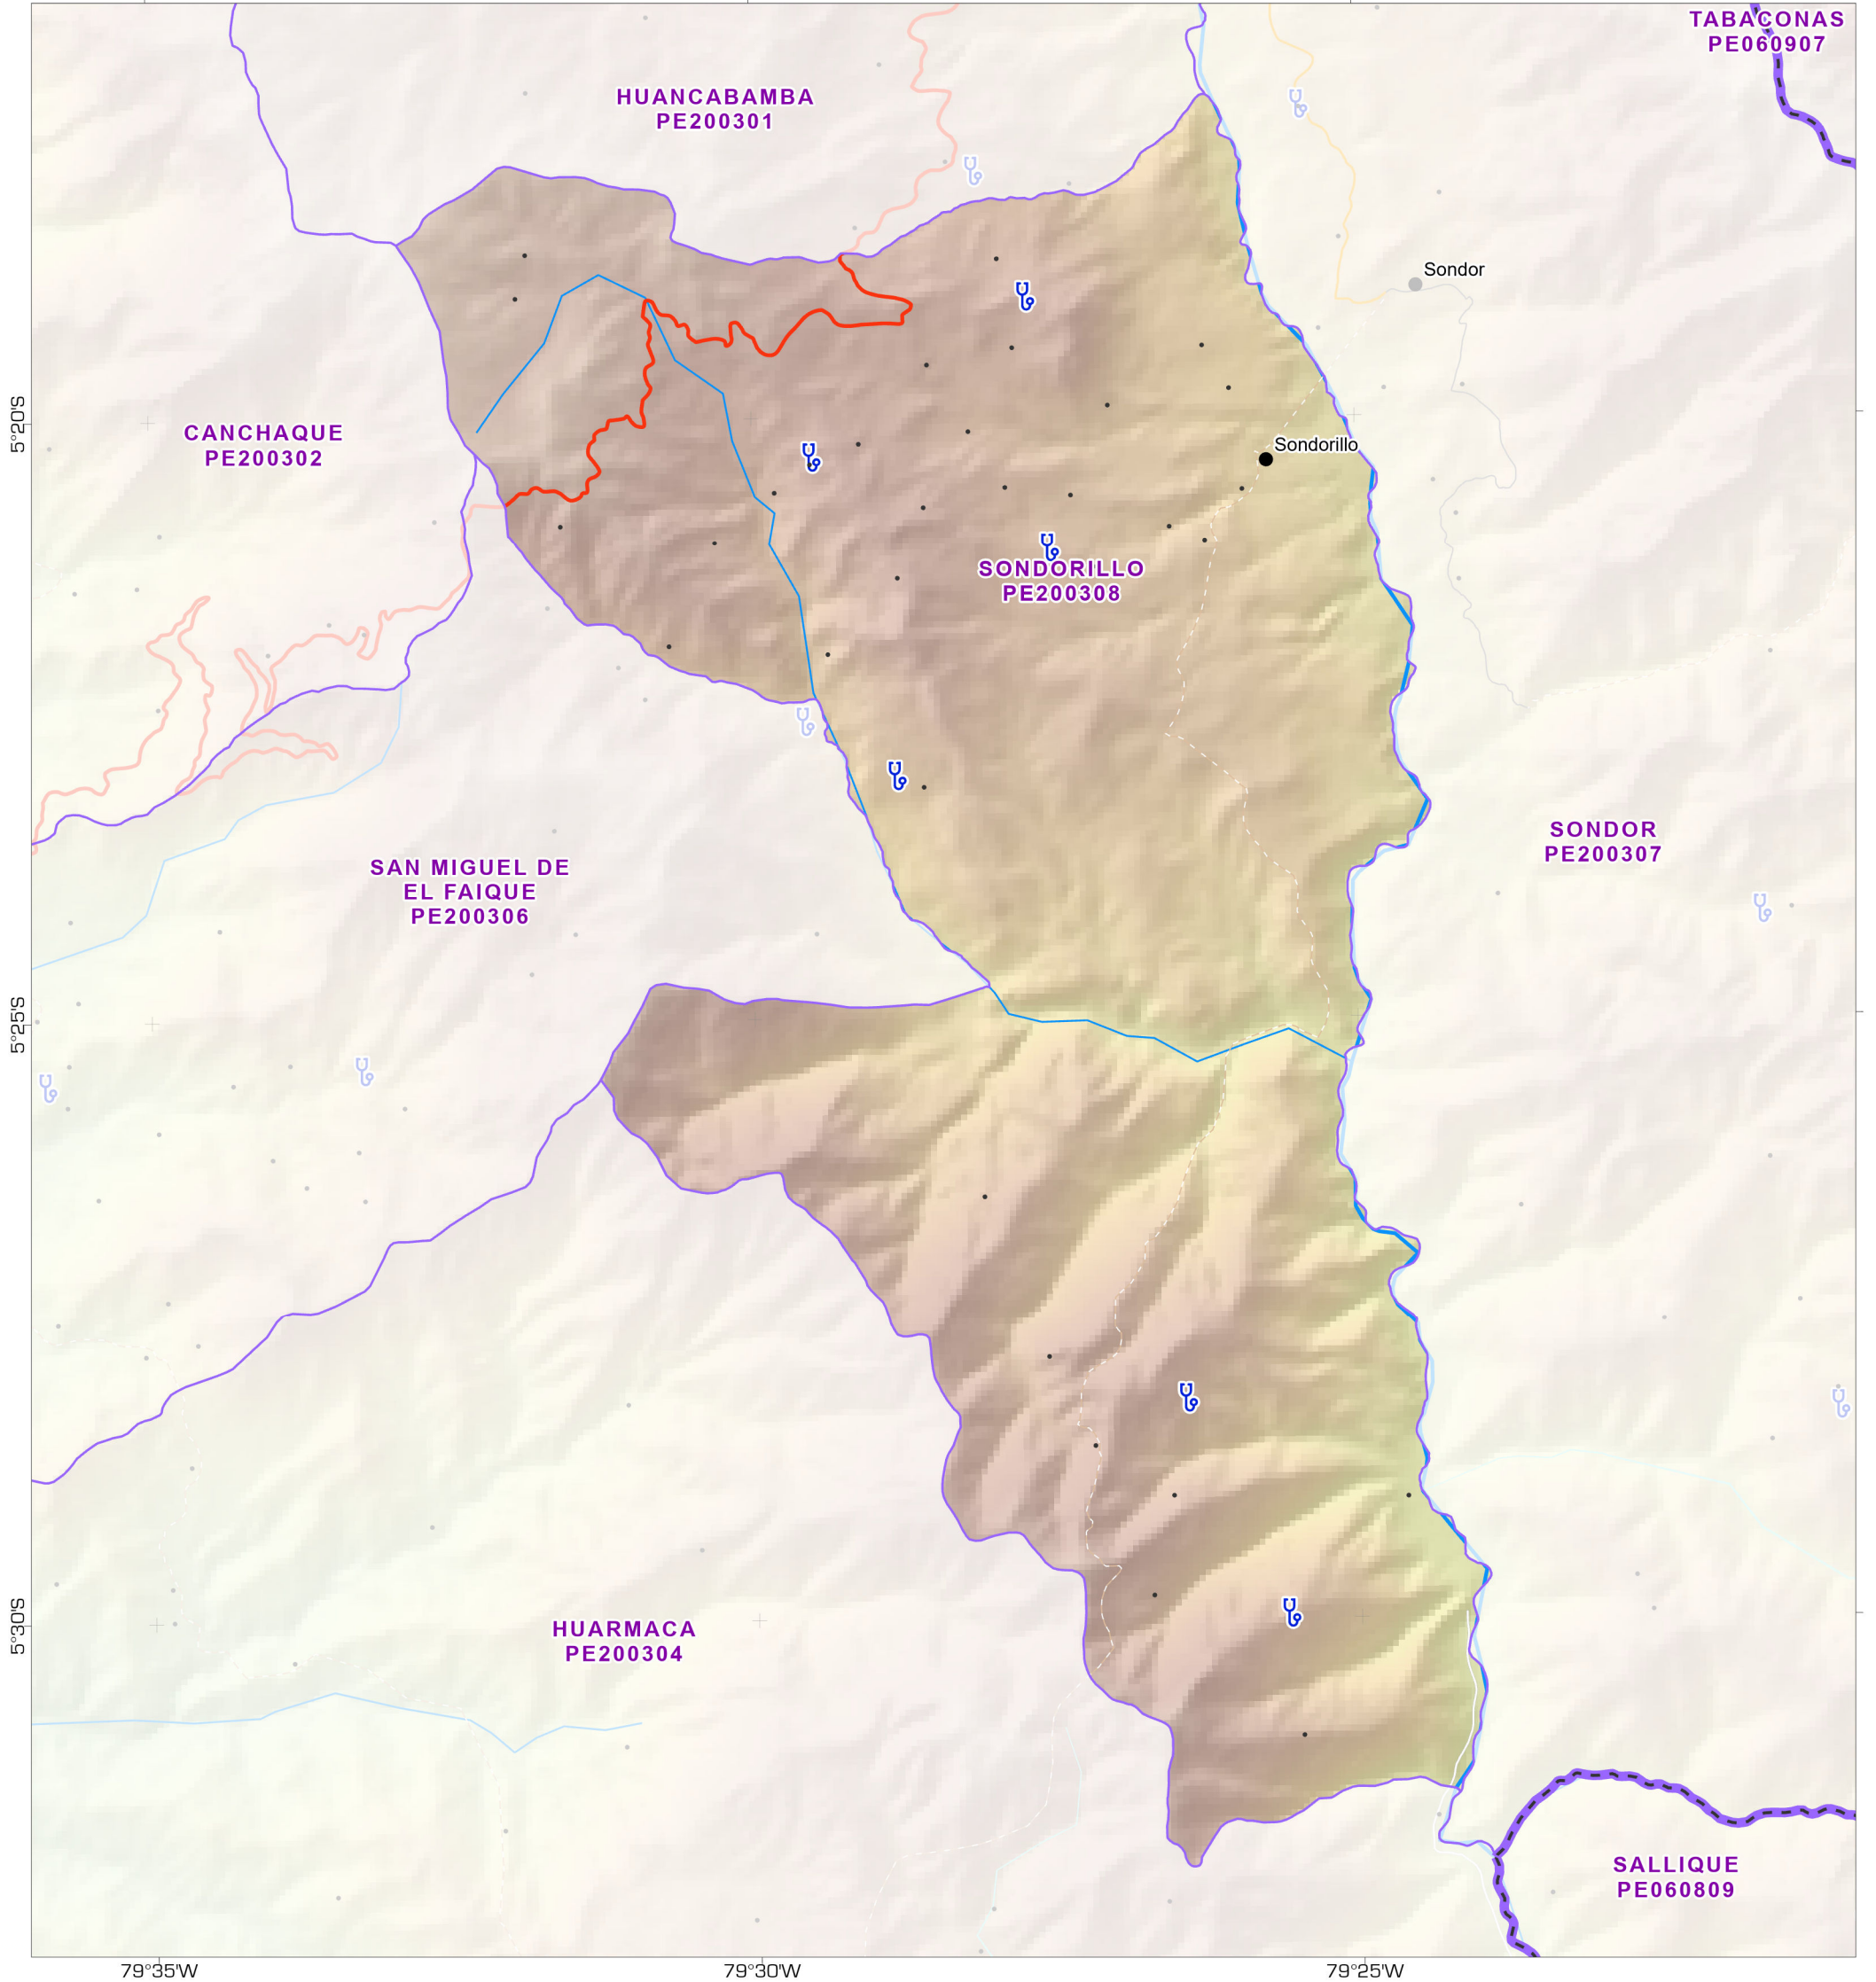 TABACONAS
PE060907
HUANCABAMBA
PE200301
Sondor
CANCHAQUE
PE200302
5°20'S
Sondorillo
SONDORILLO
PE200308
SONDOR
PE200307
SAN MIGUEL DE
EL FAIQUE
PE200306
5°25'S
5°30'S
HUARMACA
PE200304
SALLIQUE
PE060809
79°35'W
79°30'W
79°25'W